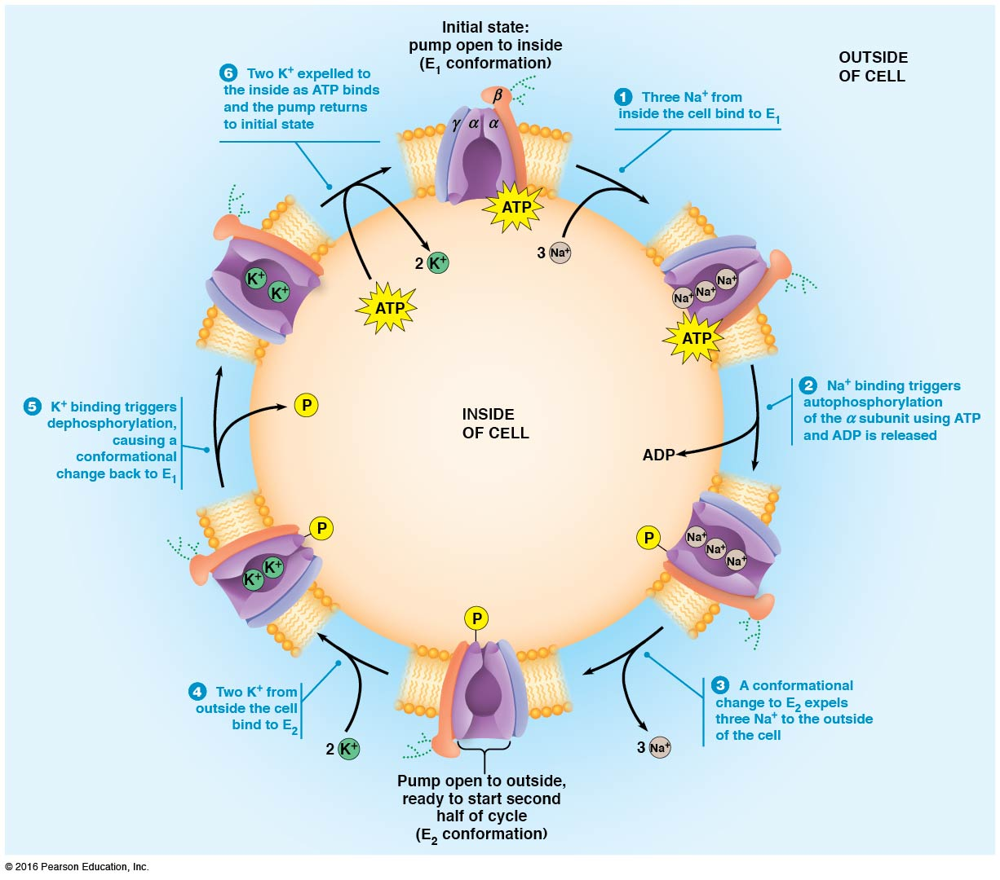 Initial state:
pump open to inside
(E₁ conformation)
OUTSIDE
OF CELL
6 Two K⁺ expelled to
the inside as ATP binds
and the pump returns
to initial state
1 Three Na⁺ from
inside the cell bind to E₁
β
γ α α
ATP
2 K⁺
3 Na⁺
ATP
K⁺
K⁺
Na⁺ Na⁺ Na⁺
ATP
5 K⁺ binding triggers
dephosphorylation,
causing a
conformational
change back to E₁
P
INSIDE
OF CELL
2 Na⁺ binding triggers
autophosphorylation
of the α subunit using ATP
and ADP is released
ADP
P
K⁺ K⁺
P
Na⁺ Na⁺ Na⁺
P
4 Two K⁺ from
outside the cell
bind to E₂
2 K⁺
3 Na⁺
3 A conformational
change to E₂ expels
three Na⁺ to the outside
of the cell
Pump open to outside,
ready to start second
half of cycle
(E₂ conformation)
© 2016 Pearson Education, Inc.